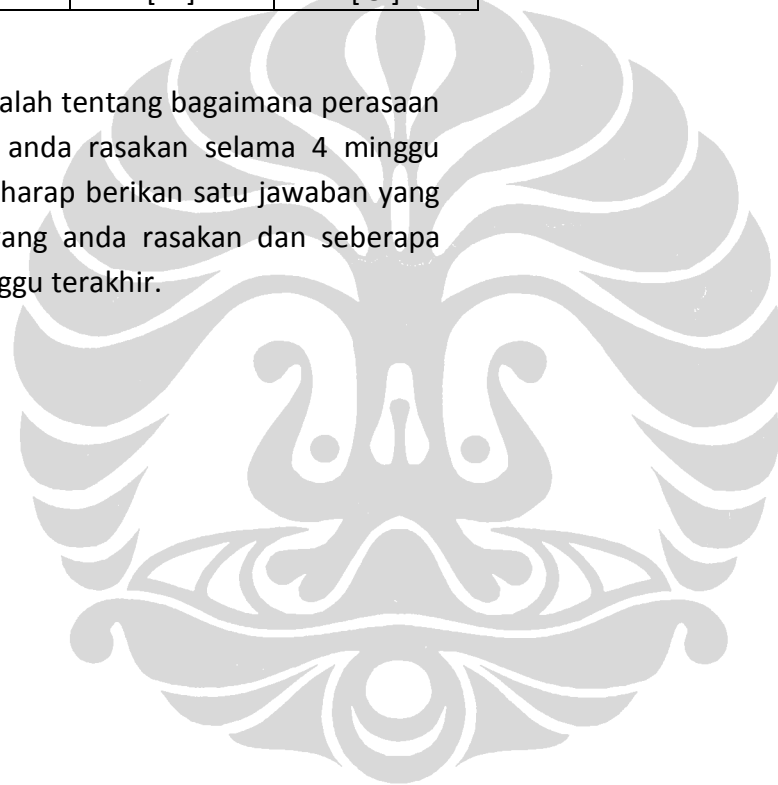 alah tentang bagaimana perasaan
anda rasakan selama 4 minggu
harap berikan satu jawaban yang
ang anda rasakan dan seberapa
ggu terakhir.